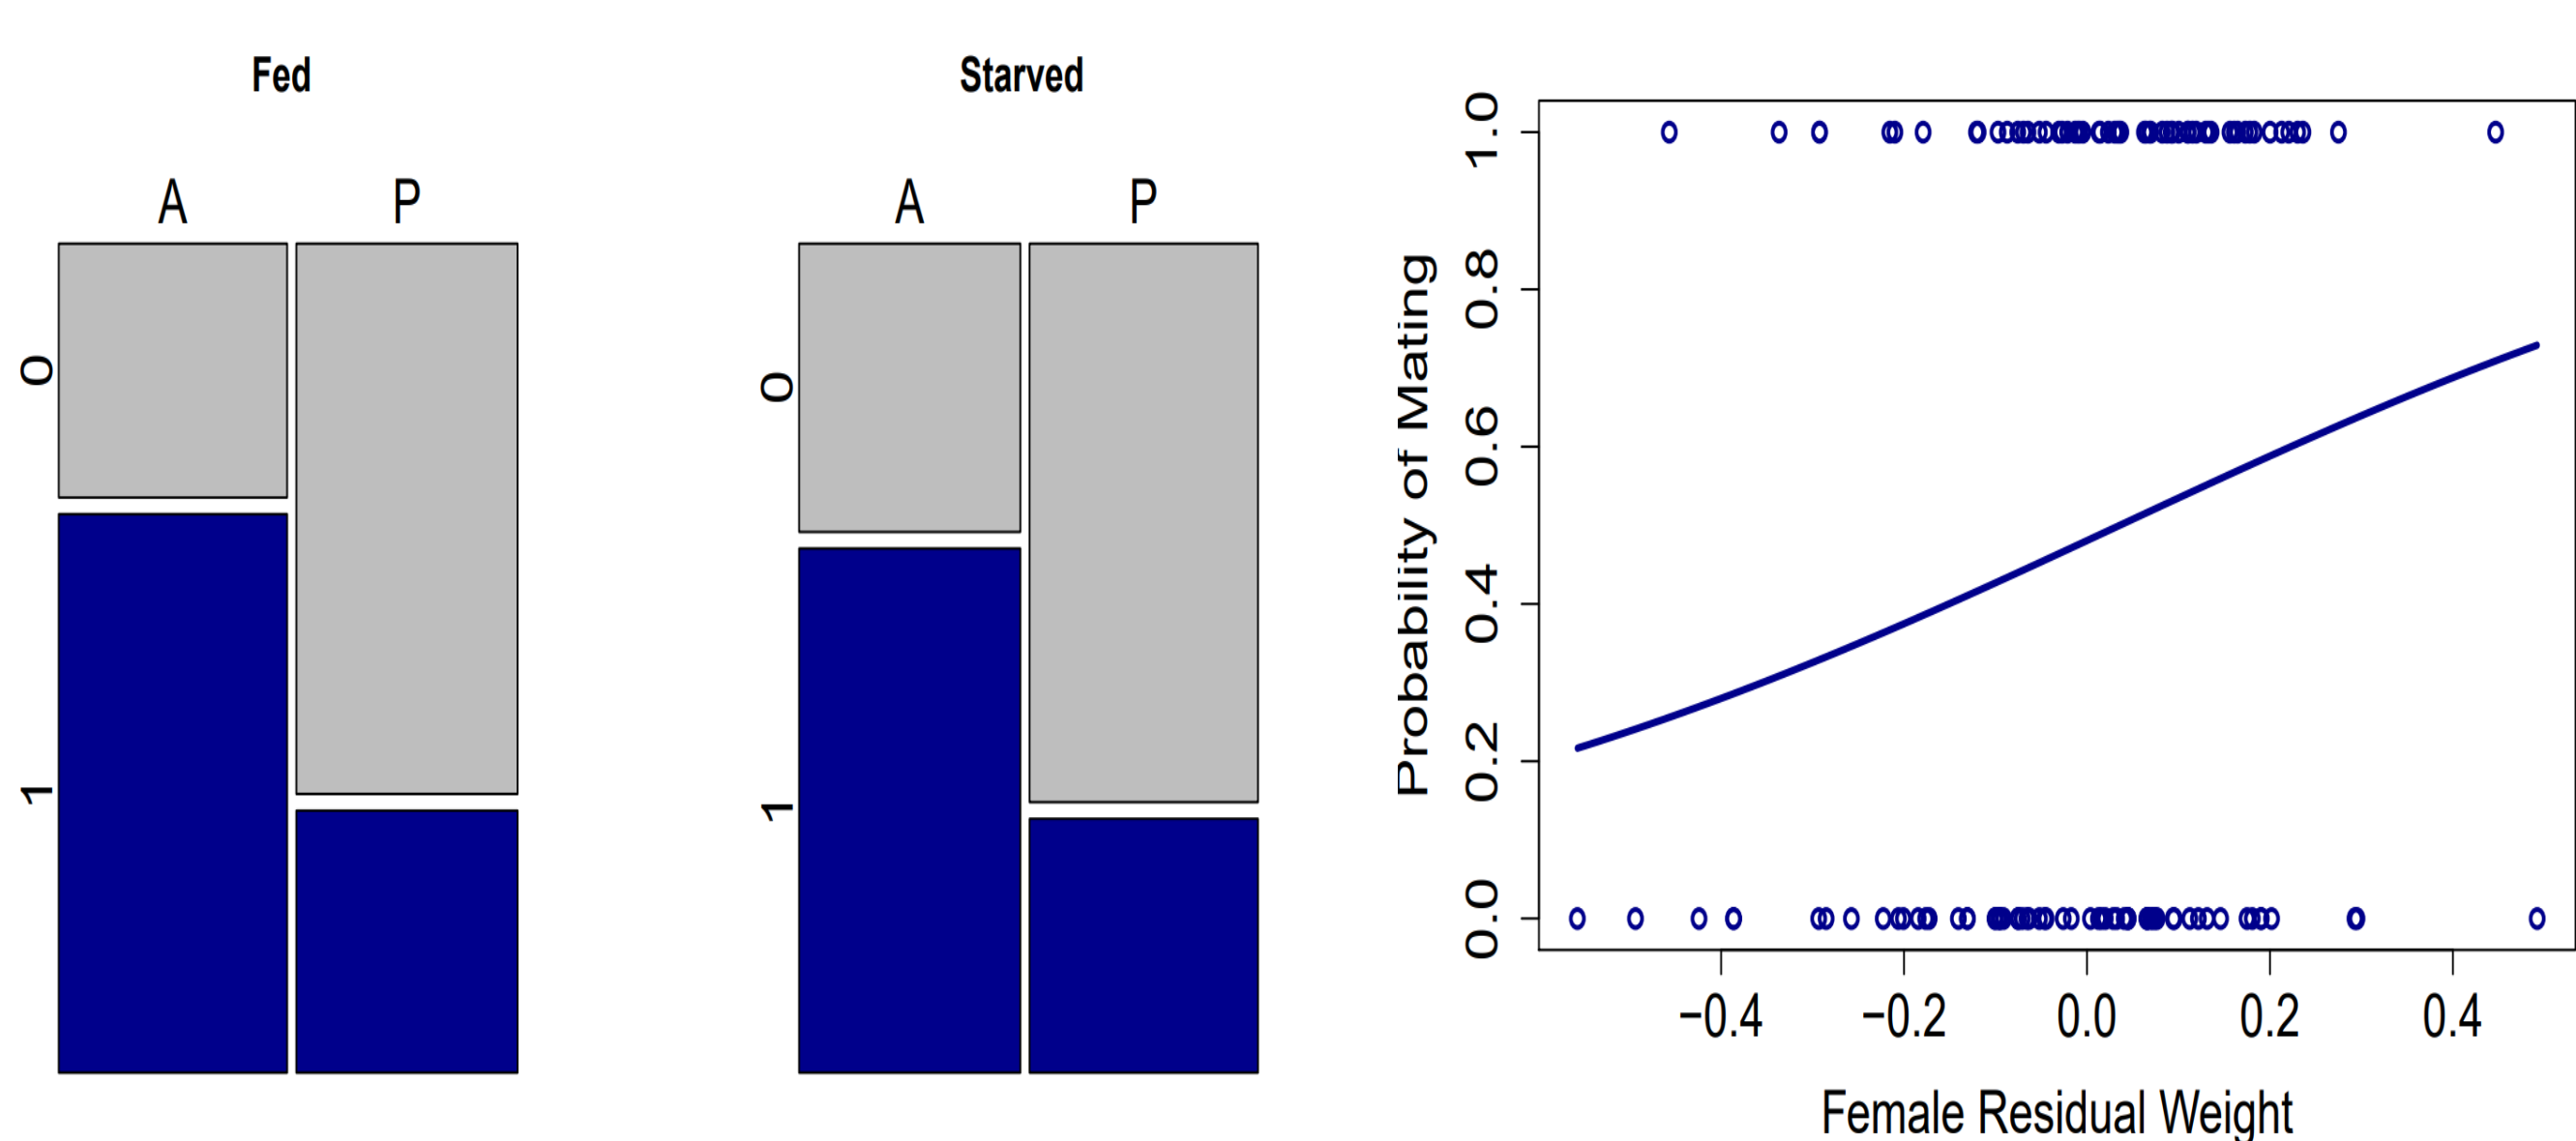 Fed
A P
0
1
Starved
A P
0
1
Probability of Mating
1.0
0.8
0.6
0.4
0.2
0.0
−0.4 −0.2 0.0 0.2 0.4
Female Residual Weight